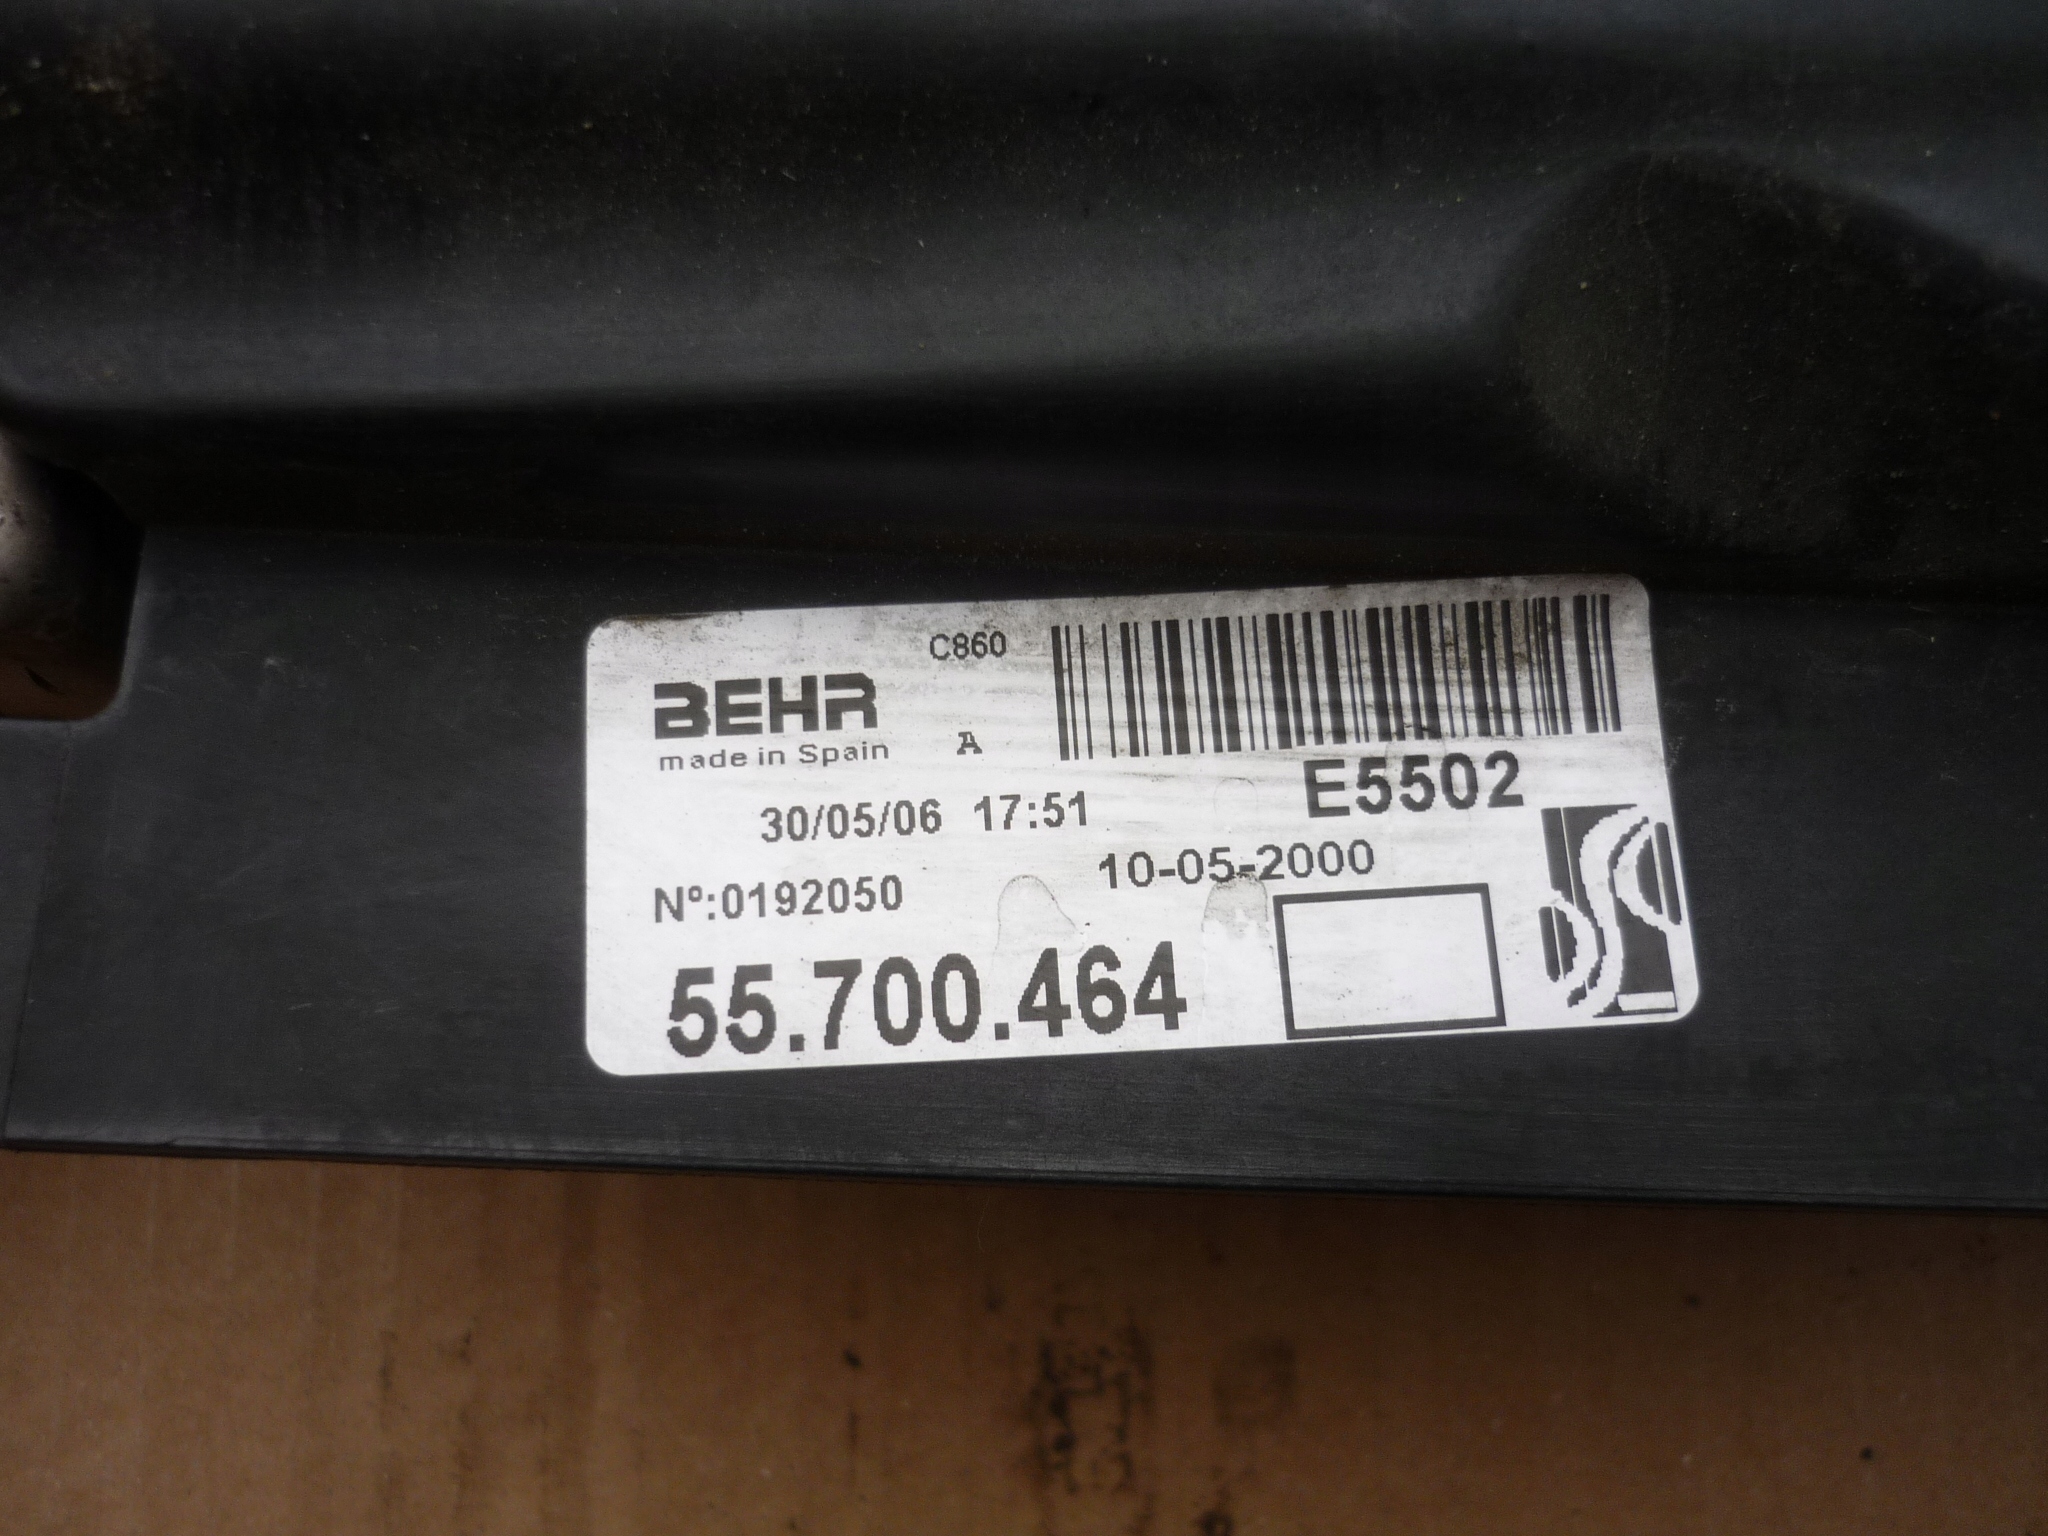 C860
BEHR
made in Spain A
E5502
30/05/06 17:51
10-05-2000
Nº:0192050
55.700.464